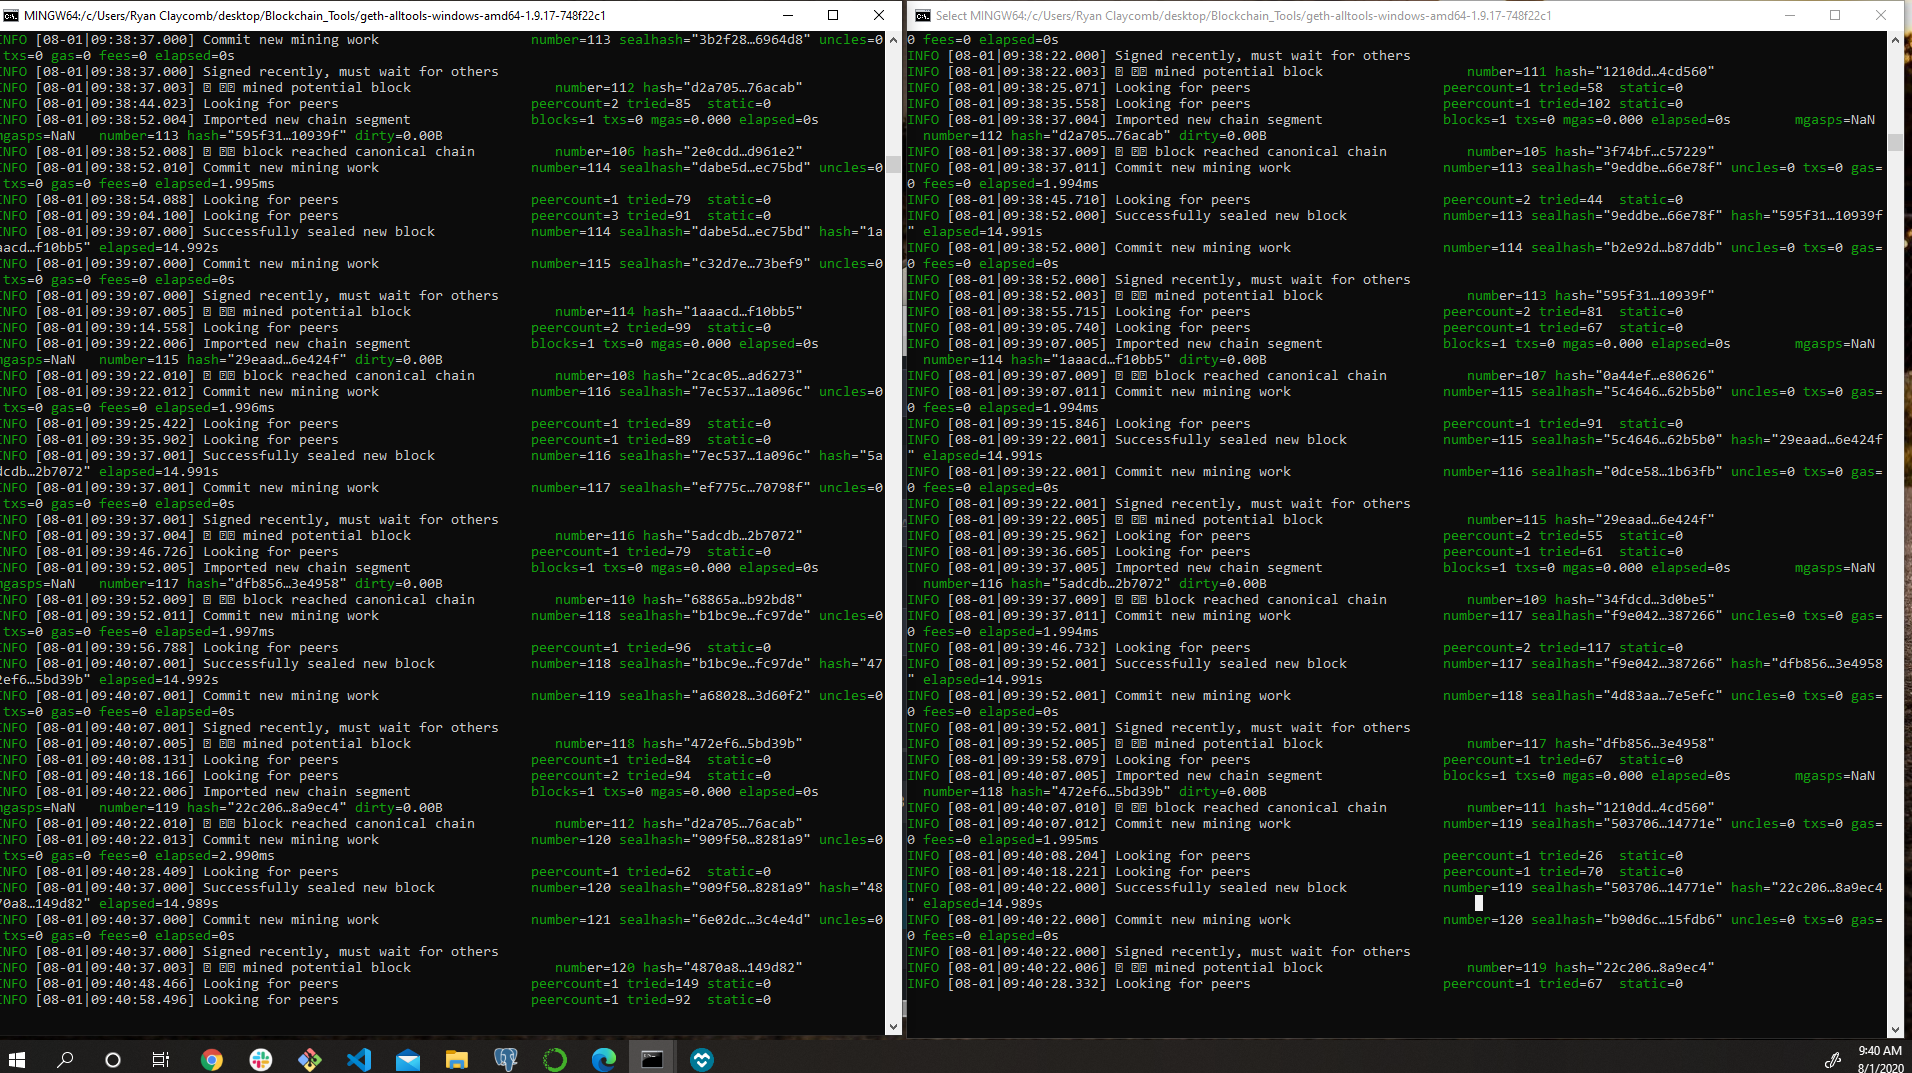 MINGW64:/c/Users/Ryan Claycomb/desktop/Blockchain_Tools/geth-alltools-windows-amd64-1.9.17-748f22c1
INFO [08-01|09:38:37.000] Commit new mining work number=113 sealhash="3b2f28…6964d8" uncles=0
txs=0 gas=0 fees=0 elapsed=0s
INFO [08-01|09:38:37.000] Signed recently, must wait for others
INFO [08-01|09:38:37.003] mined potential block number=112 hash="d2a705…76acab"
INFO [08-01|09:38:44.023] Looking for peers peercount=2 tried=85 static=0
INFO [08-01|09:38:52.004] Imported new chain segment blocks=1 txs=0 mgas=0.000 elapsed=0s
mgasps=NaN number=113 hash="595f31…10939f" dirty=0.00B
INFO [08-01|09:38:52.008] block reached canonical chain number=106 hash="2e0cdd…d961e2"
INFO [08-01|09:38:52.010] Commit new mining work number=114 sealhash="dabe5d…ec75bd" uncles=0
txs=0 gas=0 fees=0 elapsed=1.995ms
INFO [08-01|09:38:54.088] Looking for peers peercount=1 tried=79 static=0
INFO [08-01|09:39:04.100] Looking for peers peercount=3 tried=91 static=0
INFO [08-01|09:39:07.000] Successfully sealed new block number=114 sealhash="dabe5d…ec75bd" hash="1a
aacd…f10bb5" elapsed=14.992s
INFO [08-01|09:39:07.000] Commit new mining work number=115 sealhash="c32d7e…73bef9" uncles=0
txs=0 gas=0 fees=0 elapsed=0s
INFO [08-01|09:39:07.000] Signed recently, must wait for others
INFO [08-01|09:39:07.005] mined potential block number=114 hash="1aaacd…f10bb5"
INFO [08-01|09:39:14.558] Looking for peers peercount=2 tried=99 static=0
INFO [08-01|09:39:22.006] Imported new chain segment blocks=1 txs=0 mgas=0.000 elapsed=0s
mgasps=NaN number=115 hash="29eaad…6e424f" dirty=0.00B
INFO [08-01|09:39:22.010] block reached canonical chain number=108 hash="2cac05…ad6273"
INFO [08-01|09:39:22.012] Commit new mining work number=116 sealhash="7ec537…1a096c" uncles=0
txs=0 gas=0 fees=0 elapsed=1.996ms
INFO [08-01|09:39:25.422] Looking for peers peercount=1 tried=89 static=0
INFO [08-01|09:39:35.902] Looking for peers peercount=1 tried=89 static=0
INFO [08-01|09:39:37.001] Successfully sealed new block number=116 sealhash="7ec537…1a096c" hash="5a
dcdb…2b7072" elapsed=14.991s
INFO [08-01|09:39:37.001] Commit new mining work number=117 sealhash="ef775c…70798f" uncles=0
txs=0 gas=0 fees=0 elapsed=0s
INFO [08-01|09:39:37.001] Signed recently, must wait for others
INFO [08-01|09:39:37.004] mined potential block number=116 hash="5adcdb…2b7072"
INFO [08-01|09:39:46.726] Looking for peers peercount=1 tried=79 static=0
INFO [08-01|09:39:52.005] Imported new chain segment blocks=1 txs=0 mgas=0.000 elapsed=0s
mgasps=NaN number=117 hash="dfb856…3e4958" dirty=0.00B
INFO [08-01|09:39:52.009] block reached canonical chain number=110 hash="68865a…b92bd8"
INFO [08-01|09:39:52.011] Commit new mining work number=118 sealhash="b1bc9e…fc97de" uncles=0
txs=0 gas=0 fees=0 elapsed=1.997ms
INFO [08-01|09:39:56.788] Looking for peers peercount=1 tried=96 static=0
INFO [08-01|09:40:07.001] Successfully sealed new block number=118 sealhash="b1bc9e…fc97de" hash="47
2ef6…5bd39b" elapsed=14.992s
INFO [08-01|09:40:07.001] Commit new mining work number=119 sealhash="a68028…3d60f2" uncles=0
txs=0 gas=0 fees=0 elapsed=0s
INFO [08-01|09:40:07.001] Signed recently, must wait for others
INFO [08-01|09:40:07.005] mined potential block number=118 hash="472ef6…5bd39b"
INFO [08-01|09:40:08.131] Looking for peers peercount=1 tried=84 static=0
INFO [08-01|09:40:18.166] Looking for peers peercount=2 tried=94 static=0
INFO [08-01|09:40:22.006] Imported new chain segment blocks=1 txs=0 mgas=0.000 elapsed=0s
mgasps=NaN number=119 hash="22c206…8a9ec4" dirty=0.00B
INFO [08-01|09:40:22.010] block reached canonical chain number=112 hash="d2a705…76acab"
INFO [08-01|09:40:22.013] Commit new mining work number=120 sealhash="909f50…8281a9" uncles=0
txs=0 gas=0 fees=0 elapsed=2.990ms
INFO [08-01|09:40:28.409] Looking for peers peercount=1 tried=62 static=0
INFO [08-01|09:40:37.000] Successfully sealed new block number=120 sealhash="909f50…8281a9" hash="48
70a8…149d82" elapsed=14.989s
INFO [08-01|09:40:37.000] Commit new mining work number=121 sealhash="6e02dc…3c4e4d" uncles=0
txs=0 gas=0 fees=0 elapsed=0s
INFO [08-01|09:40:37.000] Signed recently, must wait for others
INFO [08-01|09:40:37.003] mined potential block number=120 hash="4870a8…149d82"
INFO [08-01|09:40:48.466] Looking for peers peercount=1 tried=149 static=0
INFO [08-01|09:40:58.496] Looking for peers peercount=1 tried=92 static=0
Select MINGW64:/c/Users/Ryan Claycomb/desktop/Blockchain_Tools/geth-alltools-windows-amd64-1.9.17-748f22c1
0 fees=0 elapsed=0s
INFO [08-01|09:38:22.000] Signed recently, must wait for others
INFO [08-01|09:38:22.003] mined potential block number=111 hash="1210dd…4cd560"
INFO [08-01|09:38:25.071] Looking for peers peercount=1 tried=58 static=0
INFO [08-01|09:38:35.558] Looking for peers peercount=1 tried=102 static=0
INFO [08-01|09:38:37.004] Imported new chain segment blocks=1 txs=0 mgas=0.000 elapsed=0s mgasps=NaN
number=112 hash="d2a705…76acab" dirty=0.00B
INFO [08-01|09:38:37.009] block reached canonical chain number=105 hash="3f74bf…c57229"
INFO [08-01|09:38:37.011] Commit new mining work number=113 sealhash="9eddbe…66e78f" uncles=0 txs=0 gas=
0 fees=0 elapsed=1.994ms
INFO [08-01|09:38:45.710] Looking for peers peercount=2 tried=44 static=0
INFO [08-01|09:38:52.000] Successfully sealed new block number=113 sealhash="9eddbe…66e78f" hash="595f31…10939f
" elapsed=14.991s
INFO [08-01|09:38:52.000] Commit new mining work number=114 sealhash="b2e92d…b87ddb" uncles=0 txs=0 gas=
0 fees=0 elapsed=0s
INFO [08-01|09:38:52.000] Signed recently, must wait for others
INFO [08-01|09:38:52.003] mined potential block number=113 hash="595f31…10939f"
INFO [08-01|09:38:55.715] Looking for peers peercount=2 tried=81 static=0
INFO [08-01|09:39:05.740] Looking for peers peercount=1 tried=67 static=0
INFO [08-01|09:39:07.005] Imported new chain segment blocks=1 txs=0 mgas=0.000 elapsed=0s mgasps=NaN
number=114 hash="1aaacd…f10bb5" dirty=0.00B
INFO [08-01|09:39:07.009] block reached canonical chain number=107 hash="0a44ef…e80626"
INFO [08-01|09:39:07.011] Commit new mining work number=115 sealhash="5c4646…62b5b0" uncles=0 txs=0 gas=
0 fees=0 elapsed=1.994ms
INFO [08-01|09:39:15.846] Looking for peers peercount=1 tried=91 static=0
INFO [08-01|09:39:22.001] Successfully sealed new block number=115 sealhash="5c4646…62b5b0" hash="29eaad…6e424f
" elapsed=14.991s
INFO [08-01|09:39:22.001] Commit new mining work number=116 sealhash="0dce58…1b63fb" uncles=0 txs=0 gas=
0 fees=0 elapsed=0s
INFO [08-01|09:39:22.001] Signed recently, must wait for others
INFO [08-01|09:39:22.005] mined potential block number=115 hash="29eaad…6e424f"
INFO [08-01|09:39:25.962] Looking for peers peercount=2 tried=55 static=0
INFO [08-01|09:39:36.605] Looking for peers peercount=1 tried=61 static=0
INFO [08-01|09:39:37.005] Imported new chain segment blocks=1 txs=0 mgas=0.000 elapsed=0s mgasps=NaN
number=116 hash="5adcdb…2b7072" dirty=0.00B
INFO [08-01|09:39:37.009] block reached canonical chain number=109 hash="34fdcd…3d0be5"
INFO [08-01|09:39:37.011] Commit new mining work number=117 sealhash="f9e042…387266" uncles=0 txs=0 gas=
0 fees=0 elapsed=1.994ms
INFO [08-01|09:39:46.732] Looking for peers peercount=2 tried=117 static=0
INFO [08-01|09:39:52.001] Successfully sealed new block number=117 sealhash="f9e042…387266" hash="dfb856…3e4958
" elapsed=14.991s
INFO [08-01|09:39:52.001] Commit new mining work number=118 sealhash="4d83aa…7e5efc" uncles=0 txs=0 gas=
0 fees=0 elapsed=0s
INFO [08-01|09:39:52.001] Signed recently, must wait for others
INFO [08-01|09:39:52.005] mined potential block number=117 hash="dfb856…3e4958"
INFO [08-01|09:39:58.079] Looking for peers peercount=1 tried=67 static=0
INFO [08-01|09:40:07.005] Imported new chain segment blocks=1 txs=0 mgas=0.000 elapsed=0s mgasps=NaN
number=118 hash="472ef6…5bd39b" dirty=0.00B
INFO [08-01|09:40:07.010] block reached canonical chain number=111 hash="1210dd…4cd560"
INFO [08-01|09:40:07.012] Commit new mining work number=119 sealhash="503706…14771e" uncles=0 txs=0 gas=
0 fees=0 elapsed=1.995ms
INFO [08-01|09:40:08.204] Looking for peers peercount=1 tried=26 static=0
INFO [08-01|09:40:18.221] Looking for peers peercount=1 tried=70 static=0
INFO [08-01|09:40:22.000] Successfully sealed new block number=119 sealhash="503706…14771e" hash="22c206…8a9ec4
" elapsed=14.989s
INFO [08-01|09:40:22.000] Commit new mining work number=120 sealhash="b90d6c…15fdb6" uncles=0 txs=0 gas=
0 fees=0 elapsed=0s
INFO [08-01|09:40:22.000] Signed recently, must wait for others
INFO [08-01|09:40:22.006] mined potential block number=119 hash="22c206…8a9ec4"
INFO [08-01|09:40:28.332] Looking for peers peercount=1 tried=67 static=0
9:40 AM
8/1/2020